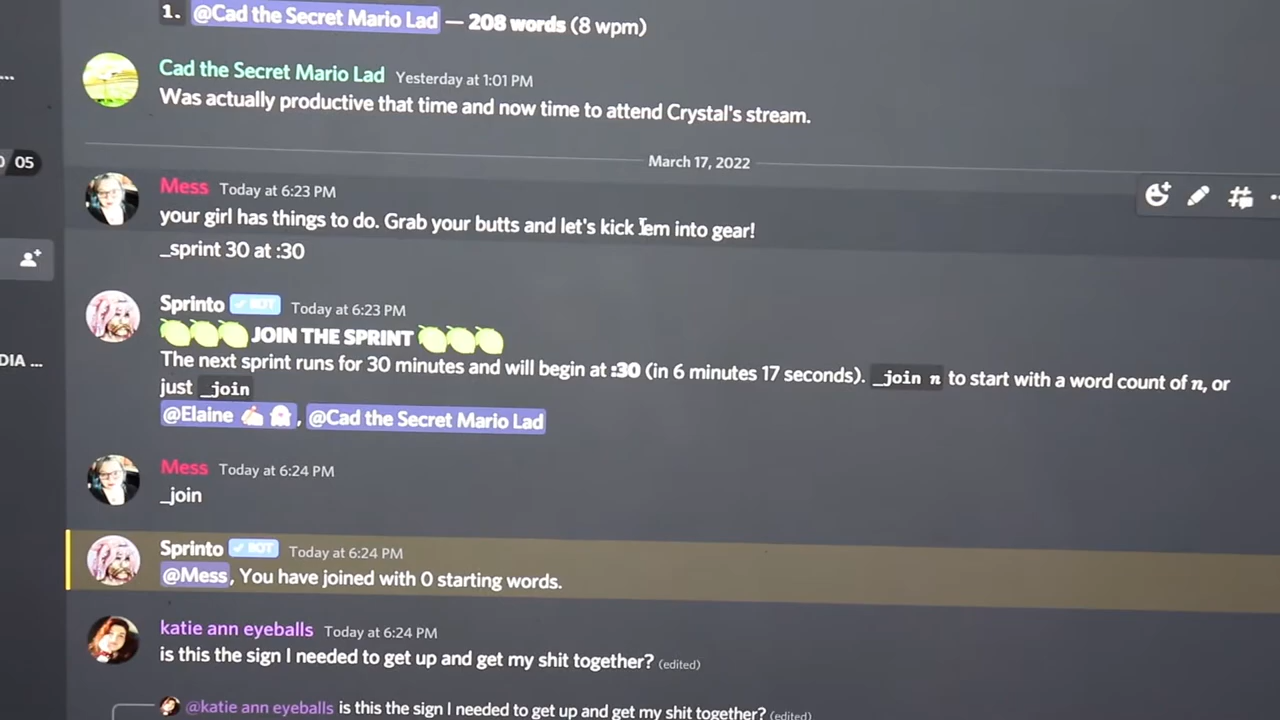 1. @Cad the Secret Mario Lad — 208 words (8 wpm)
Cad the Secret Mario Lad Yesterday at 1:01 PM
Was actually productive that time and now time to attend Crystal's stream.
05
March 17, 2022
Mess Today at 6:23 PM
your girl has things to do. Grab your butts and let's kick 'em into gear!
_sprint 30 at :30
Sprinto ✓ BOT Today at 6:23 PM
JOIN THE SPRINT
The next sprint runs for 30 minutes and will begin at :30 (in 6 minutes 17 seconds). _join n to start with a word count of n, or
just _join
DIA ...
@Elaine, @Cad the Secret Mario Lad
Mess Today at 6:24 PM
_join
Sprinto ✓ BOT Today at 6:24 PM
@Mess, You have joined with 0 starting words.
katie ann eyeballs Today at 6:24 PM
is this the sign I needed to get up and get my shit together? (edited)
@katie ann eyeballs is this the sign I needed to get up and get my shit together? (edited)